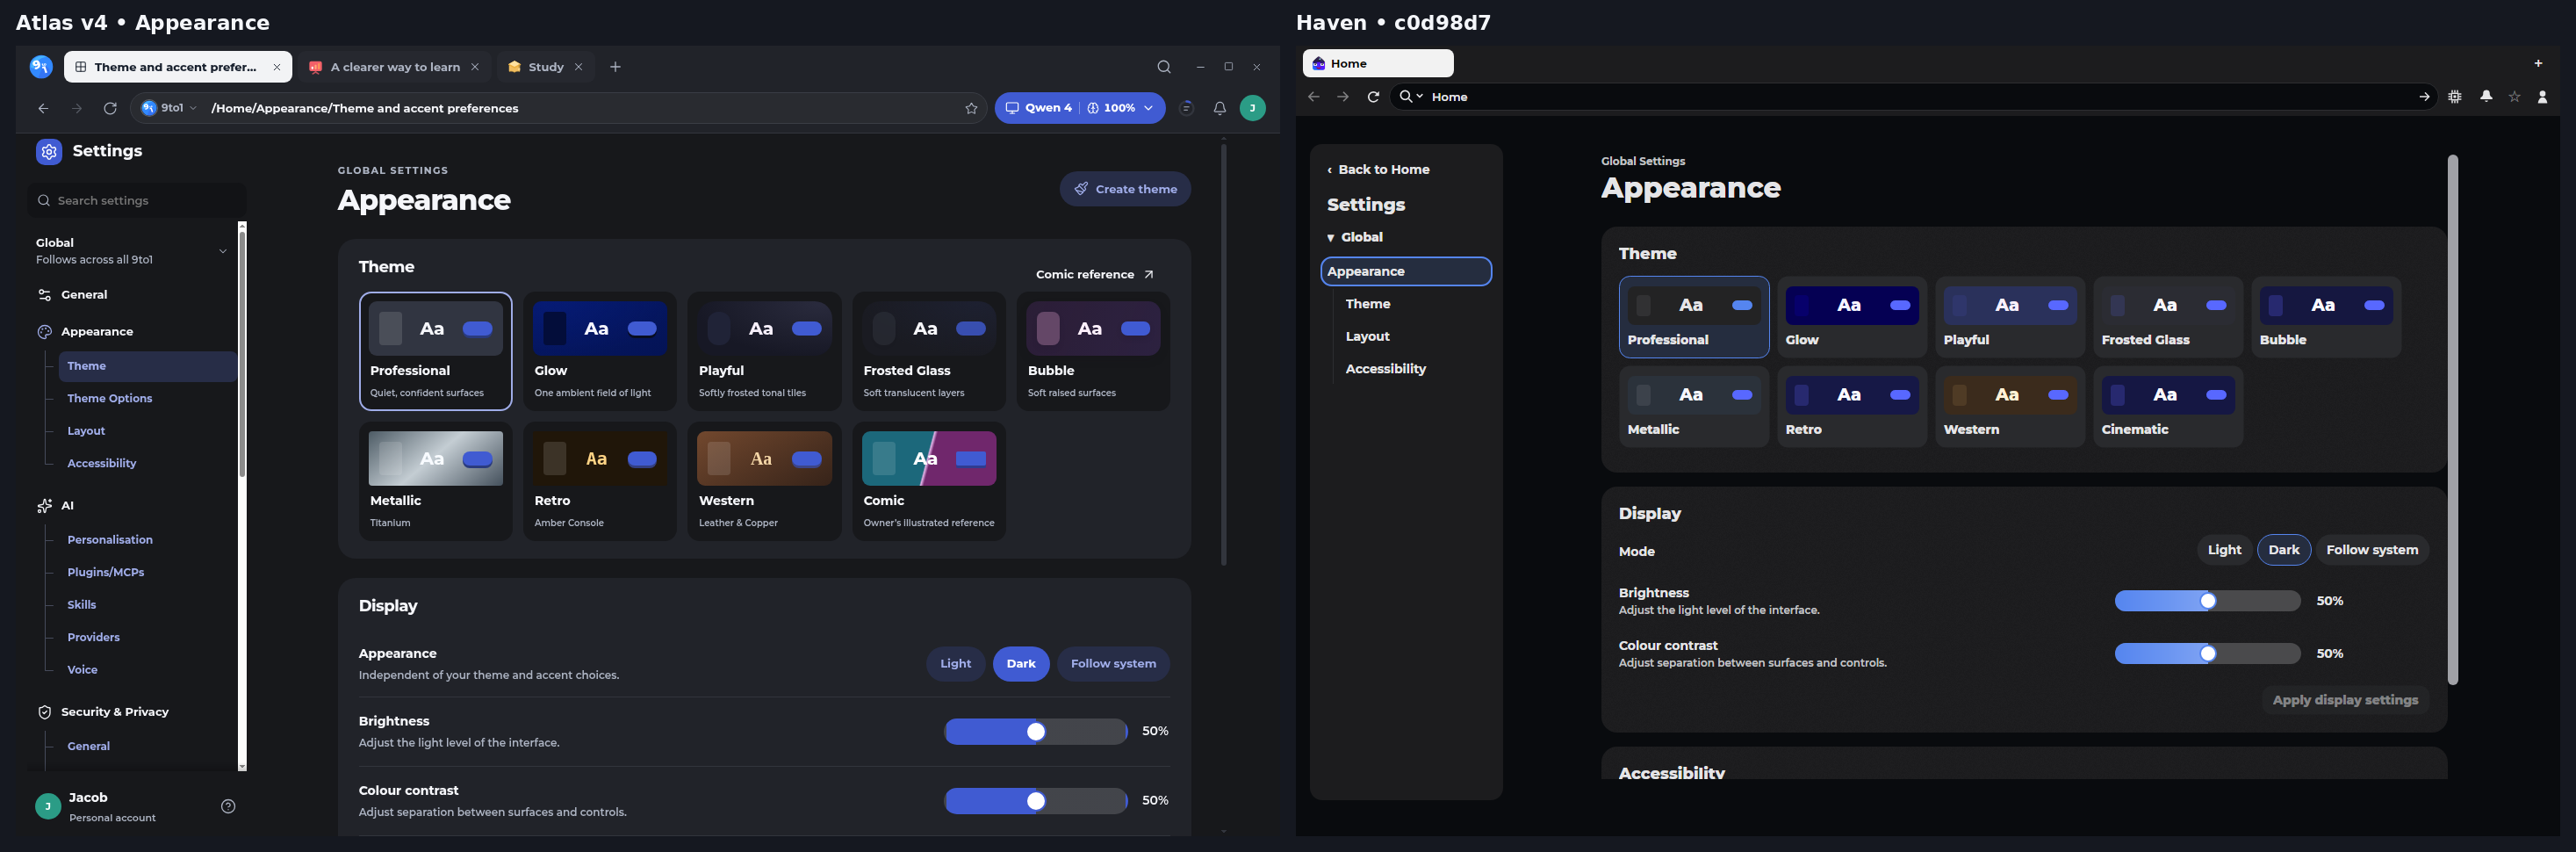 Atlas v4 • Appearance
Theme and accent prefer...
A clearer way to learn
Study
9to1
/Home/Appearance/Theme and accent preferences
Qwen 4
100%
J
Settings
Search settings
Global
Follows across all 9to1
General
Appearance
Theme
Theme Options
Layout
Accessibility
AI
Personalisation
Plugins/MCPs
Skills
Providers
Voice
Security & Privacy
General
J
Jacob
Personal account
GLOBAL SETTINGS
Appearance
Create theme
Theme
Comic reference
Aa
Professional
Quiet, confident surfaces
Aa
Glow
One ambient field of light
Aa
Playful
Softly frosted tonal tiles
Aa
Frosted Glass
Soft translucent layers
Aa
Bubble
Soft raised surfaces
Aa
Metallic
Titanium
Aa
Retro
Amber Console
Aa
Western
Leather & Copper
Aa
Comic
Owner's illustrated reference
Display
Appearance
Independent of your theme and accent choices.
Light
Dark
Follow system
Brightness
Adjust the light level of the interface.
50%
Colour contrast
Adjust separation between surfaces and controls.
50%
Haven • c0d98d7
Home
Home
Back to Home
Settings
Global
Appearance
Theme
Layout
Accessibility
Global Settings
Appearance
Theme
Aa
Professional
Aa
Glow
Aa
Playful
Aa
Frosted Glass
Aa
Bubble
Aa
Metallic
Aa
Retro
Aa
Western
Aa
Cinematic
Display
Mode
Light
Dark
Follow system
Brightness
Adjust the light level of the interface.
50%
Colour contrast
Adjust separation between surfaces and controls.
50%
Apply display settings
Accessibility